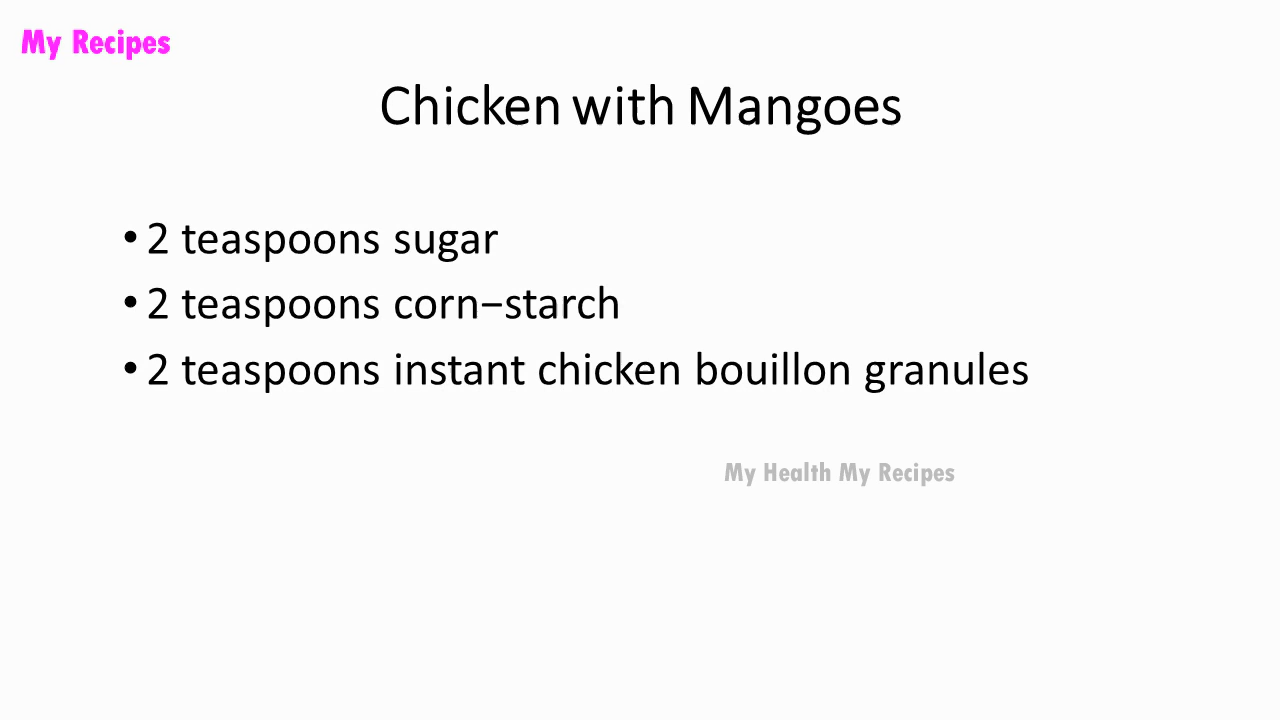 My Recipes
Chicken with Mangoes
• 2 teaspoons sugar
• 2 teaspoons corn–starch
• 2 teaspoons instant chicken bouillon granules
My Health My Recipes